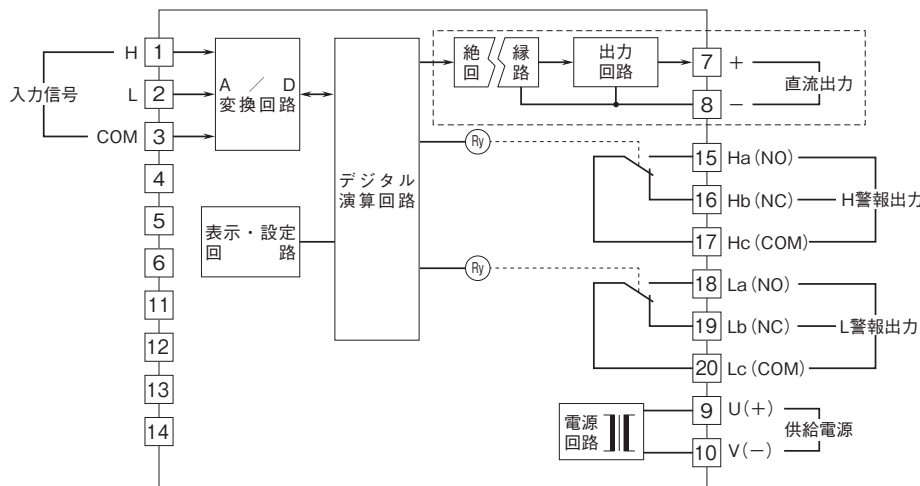 入力信号
H 1
L 2
COM 3
4
5
6
11
12
13
14
A ／ D
変換回路
表示・設定
回 路
デジタル
演算回路
絶 縁
回 路
出力
回路
7 ＋
8 －
直流出力
Ry
15 Ha(NO)
16 Hb(NC)
17 Hc(COM)
H警報出力
Ry
18 La(NO)
19 Lb(NC)
20 Lc(COM)
L警報出力
電源
回路
9 U(＋)
10 V(－)
供給電源